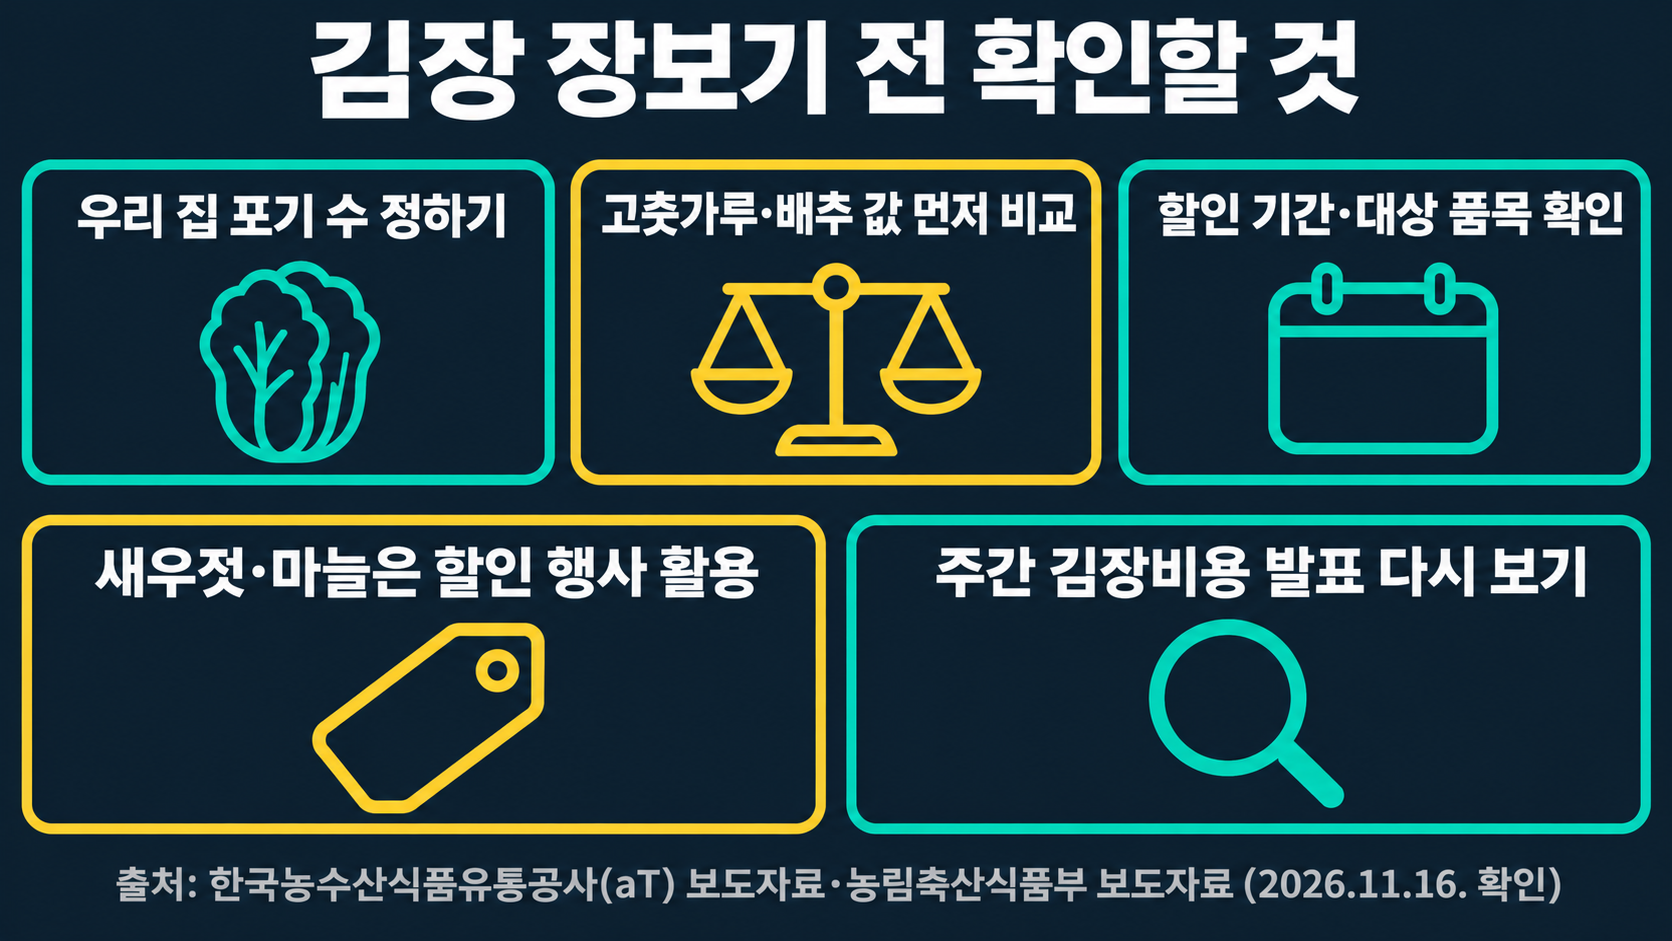 김장 장보기 전 확인할 것
우리 집 포기 수 정하기
고춧가루·배추 값 먼저 비교
할인 기간·대상 품목 확인
새우젓·마늘은 할인 행사 활용
주간 김장비용 발표 다시 보기
출처: 한국농수산식품유통공사(aT) 보도자료·농림축산식품부 보도자료 (2026.11.16. 확인)